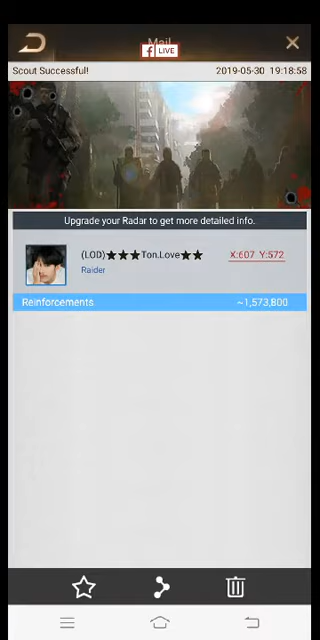 Mail
LIVE
Scout Successful! 2019-05-30 19:18:58
Upgrade your Radar to get more detailed info.
(LOD)★★★Ton.Love★★ X:607 Y:572
Raider
Reinforcements ~1,573,800